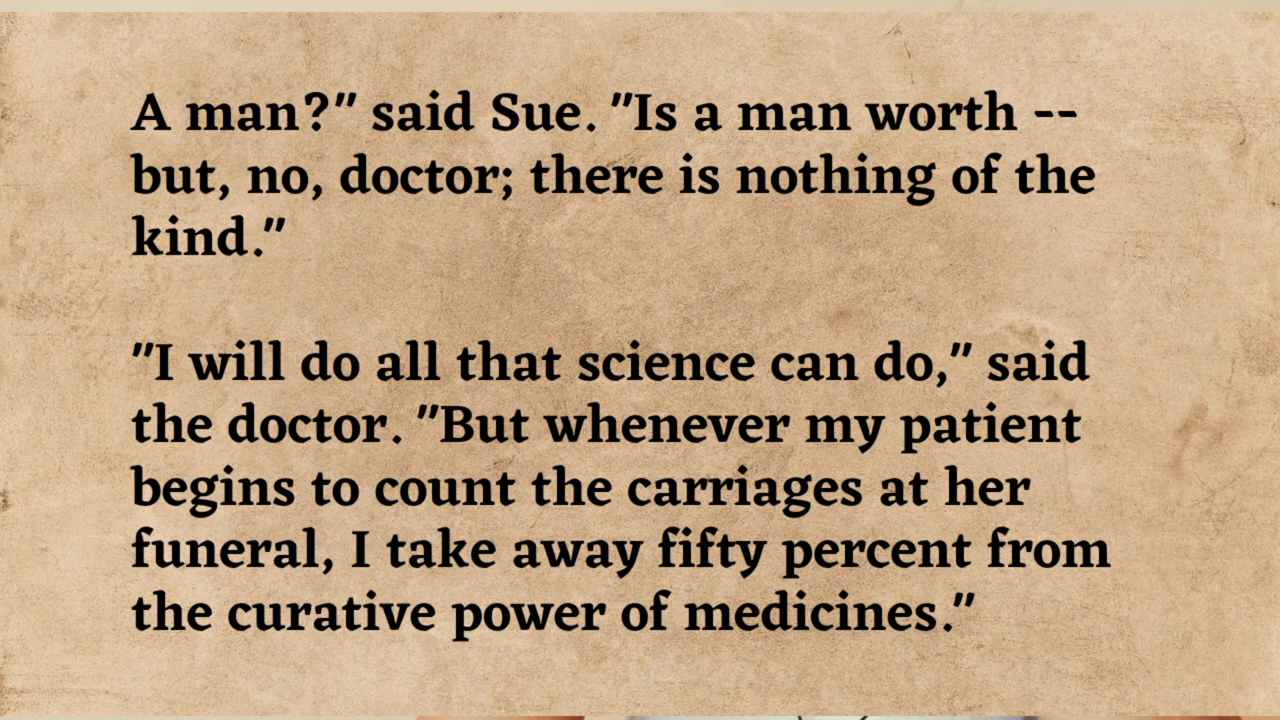 A man?" said Sue. "Is a man worth --
but, no, doctor; there is nothing of the
kind."
"I will do all that science can do," said
the doctor. "But whenever my patient
begins to count the carriages at her
funeral, I take away fifty percent from
the curative power of medicines."